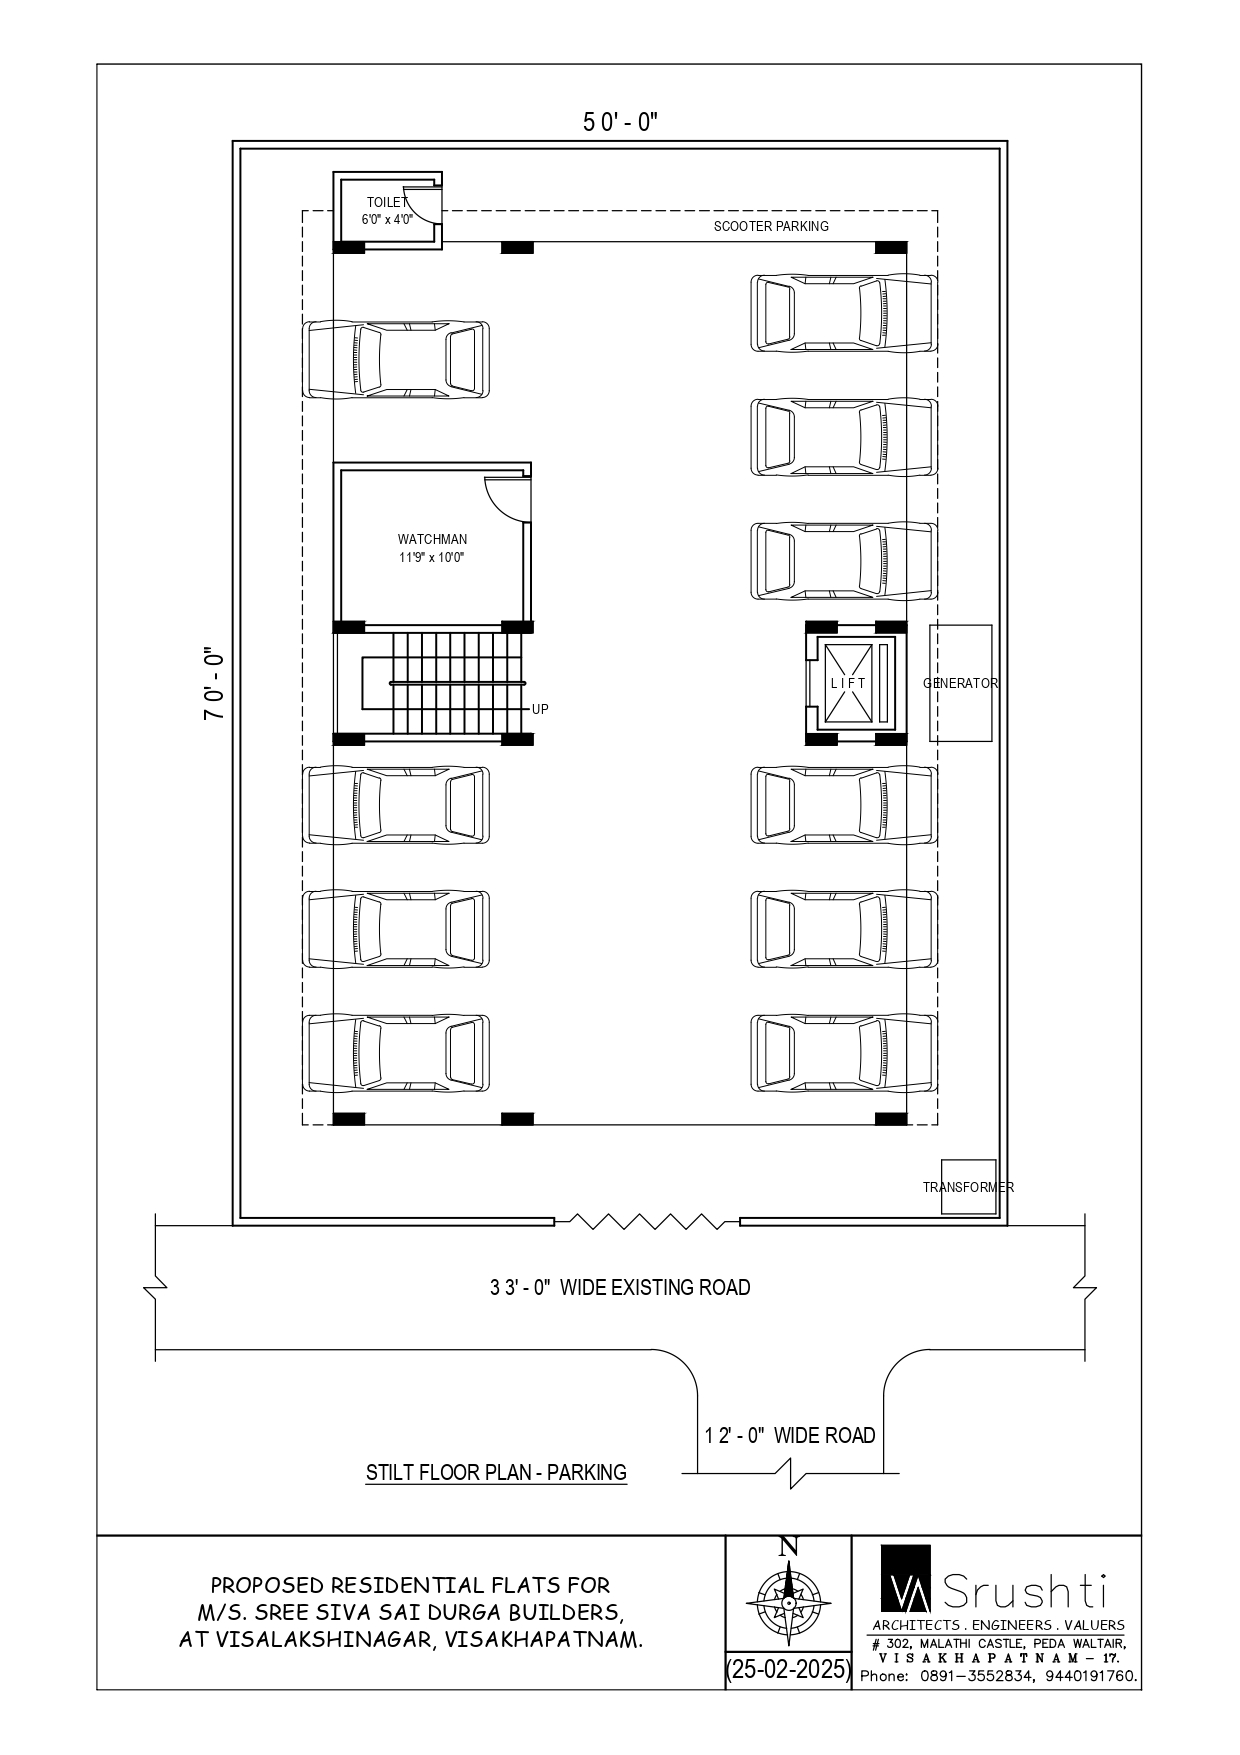 5 0' - 0"
TOILET
6'0" x 4'0"
SCOOTER PARKING
WATCHMAN
11'9" x 10'0"
7 0' - 0"
LIFT
GENERATOR
UP
TRANSFORMER
3 3' - 0" WIDE EXISTING ROAD
1 2' - 0" WIDE ROAD
STILT FLOOR PLAN - PARKING
PROPOSED RESIDENTIAL FLATS FOR
M/S. SREE SIVA SAI DURGA BUILDERS,
AT VISALAKSHINAGAR, VISAKHAPATNAM.
N
(25-02-2025)
VA Srushti
ARCHITECTS . ENGINEERS . VALUERS
# 302, MALATHI CASTLE, PEDA WALTAIR,
VISAKHAPATNAM - 17.
Phone: 0891-3552834, 9440191760.